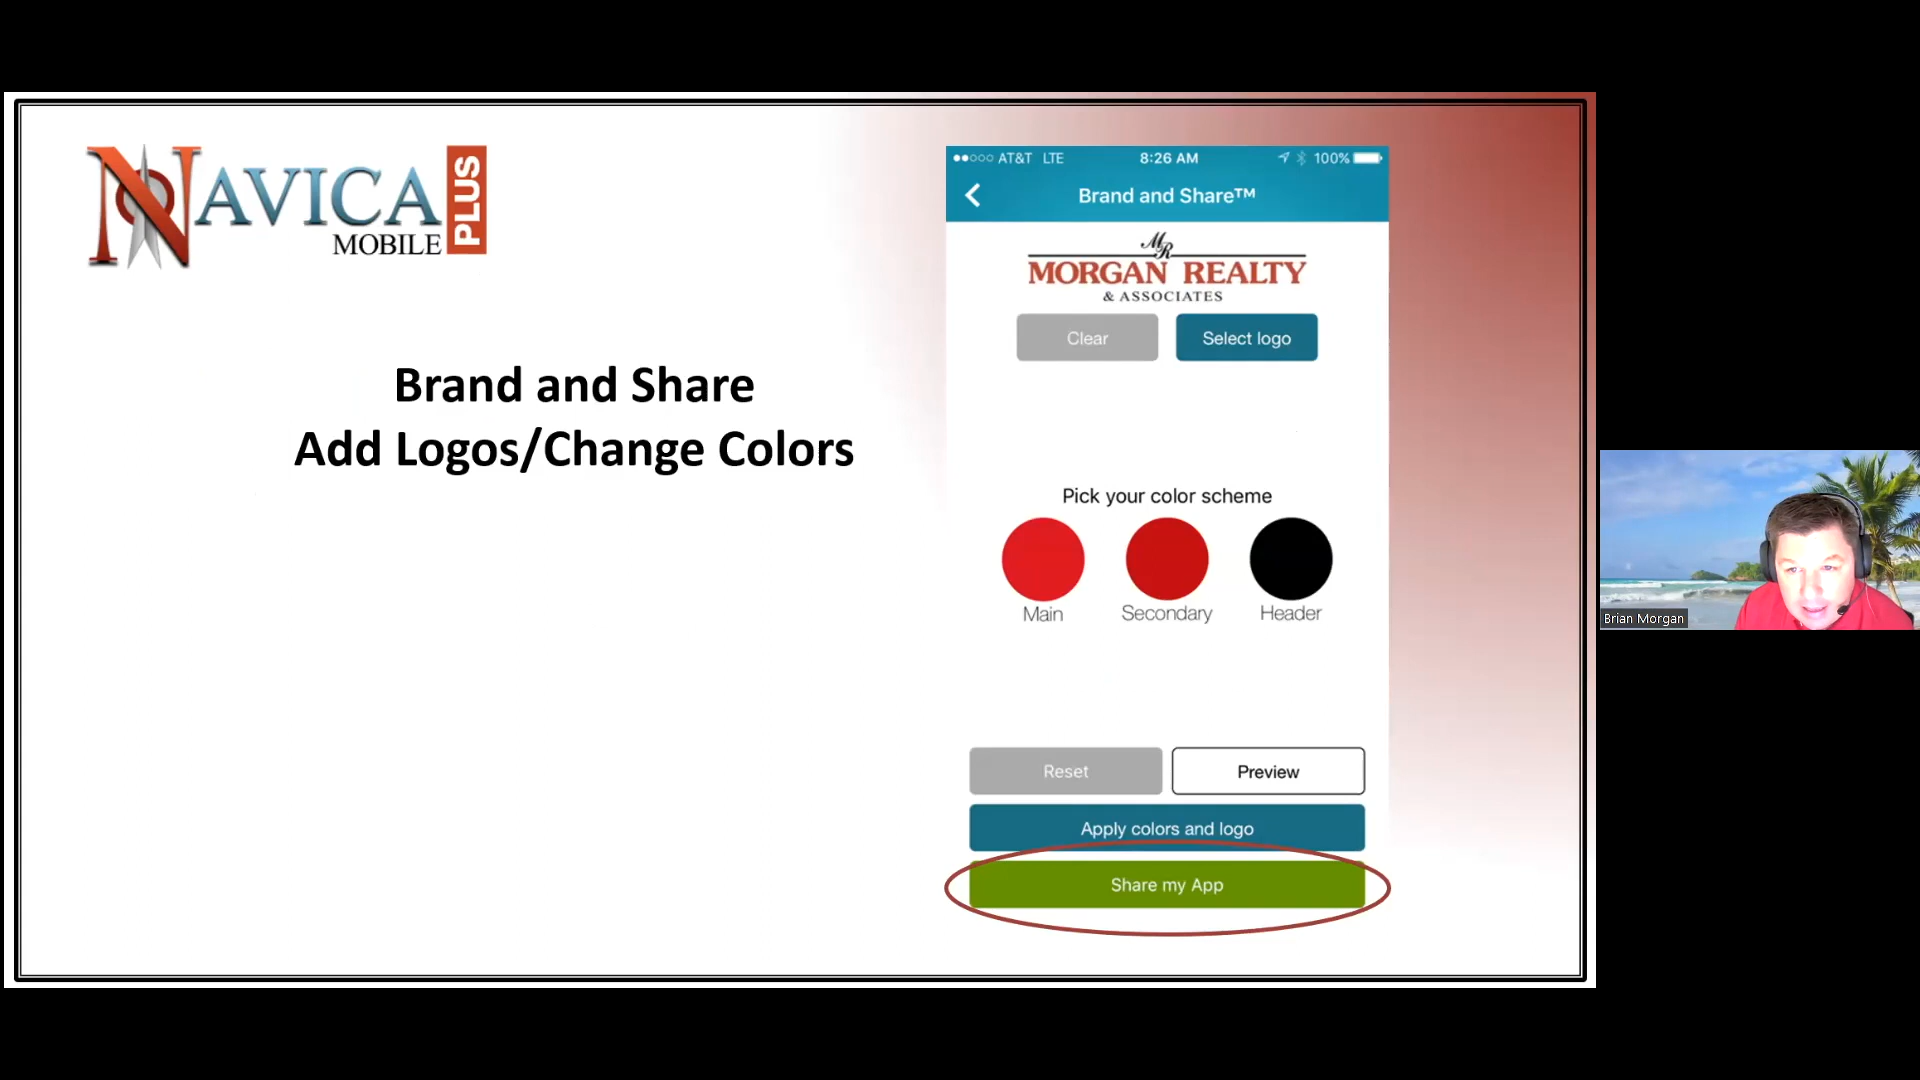 NAVICA
MOBILE
PLUS
Brand and Share
Add Logos/Change Colors
AT&T LTE 8:26 AM 100%
Brand and Share™
MR
MORGAN REALTY
& ASSOCIATES
Clear Select logo
Pick your color scheme
Main Secondary Header
Reset Preview
Apply colors and logo
Share my App
Brian Morgan